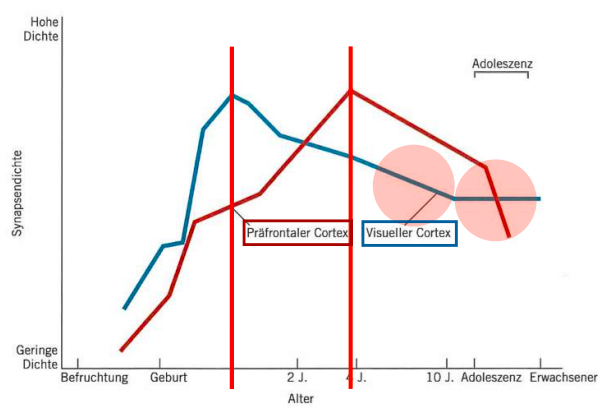 Hohe
Dichte
Adoleszenz
Synapsendichte
Präfrontaler Cortex
Visueller Cortex
Geringe
Dichte
Befruchtung Geburt 2 J. 4 J. 10 J. Adoleszenz Erwachsener
Alter